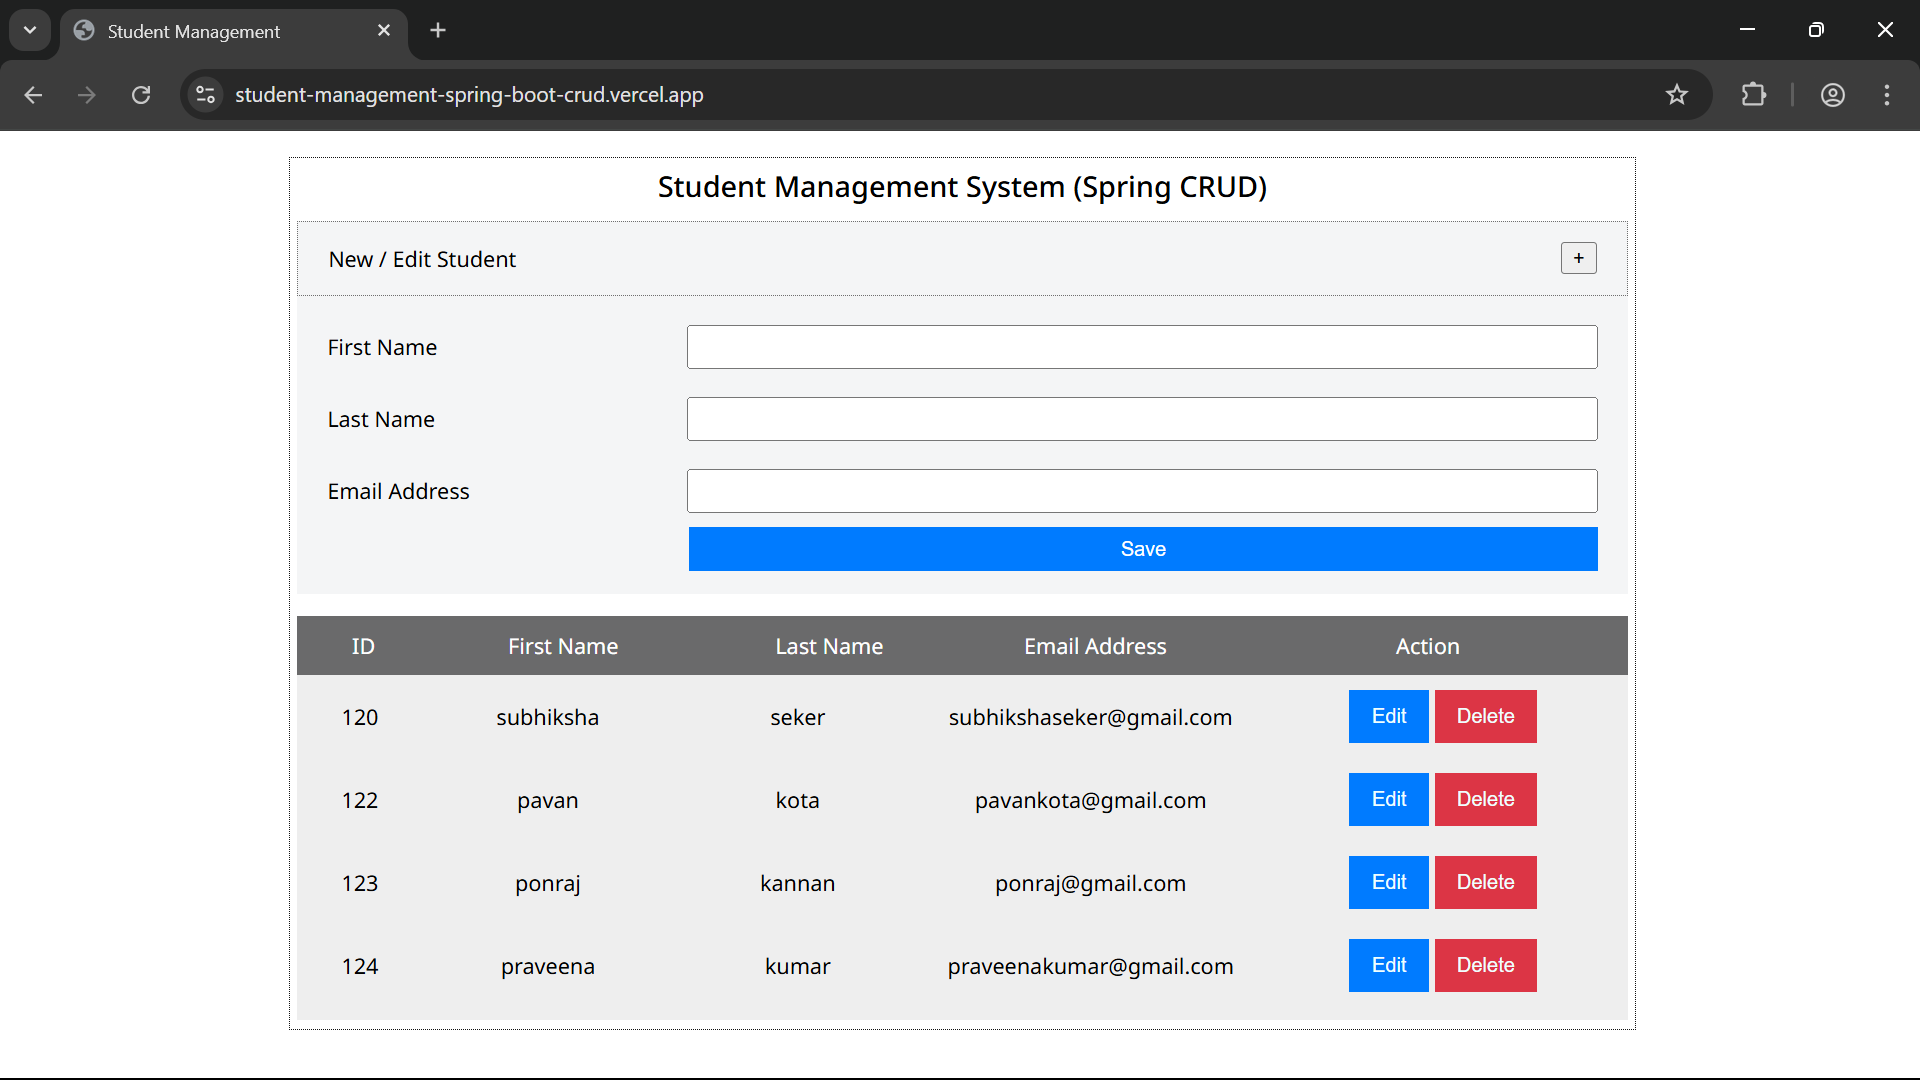 Student Management
student-management-spring-boot-crud.vercel.app
Student Management System (Spring CRUD)
New / Edit Student +
First Name
Last Name
Email Address
Save
ID First Name Last Name Email Address Action
120 subhiksha seker subhikshaseker@gmail.com Edit Delete
122 pavan kota pavankota@gmail.com Edit Delete
123 ponraj kannan ponraj@gmail.com Edit Delete
124 praveena kumar praveenakumar@gmail.com Edit Delete